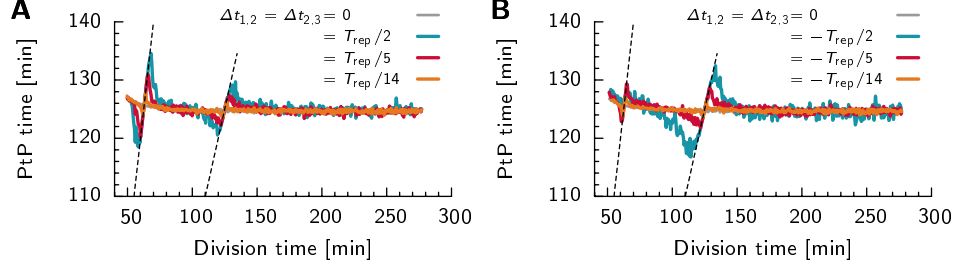 A
Δt1,2 = Δt2,3 = 0
= Trep/2
= Trep/5
= Trep/14
PtP time [min]
140
130
120
110
50 100 150 200 250 300
Division time [min]
B
Δt1,2 = Δt2,3 = 0
= −Trep/2
= −Trep/5
= −Trep/14
PtP time [min]
140
130
120
110
50 100 150 200 250 300
Division time [min]